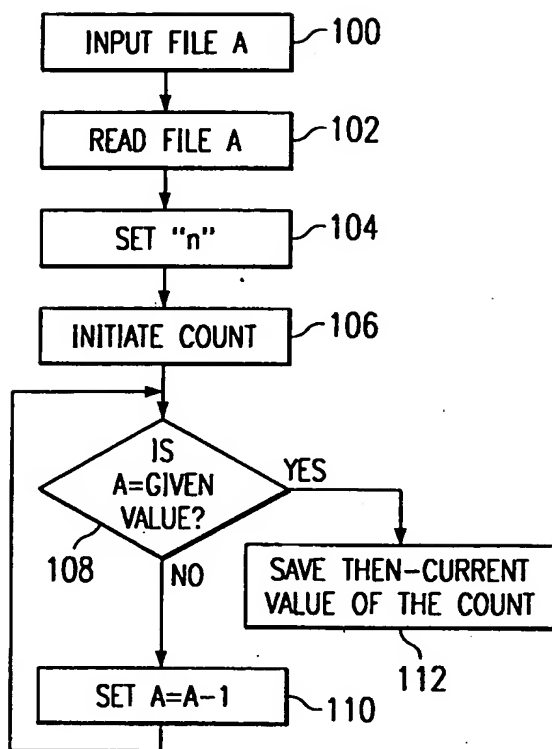 INPUT FILE A
100
READ FILE A
102
SET "n"
104
INITIATE COUNT
106
IS
A=GIVEN
VALUE?
YES
108
NO
SAVE THEN-CURRENT
VALUE OF THE COUNT
112
SET A=A-1
110